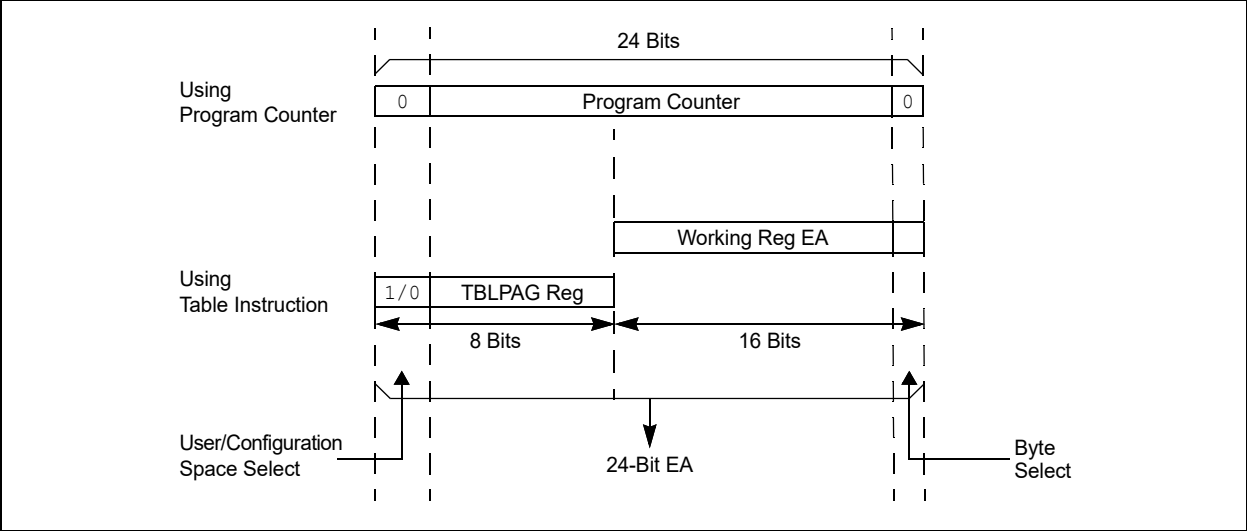 24 Bits
Using
Program Counter
0
Program Counter
0
Working Reg EA
Using
Table Instruction
1/0
TBLPAG Reg
8 Bits
16 Bits
User/Configuration
Space Select
24-Bit EA
Byte
Select